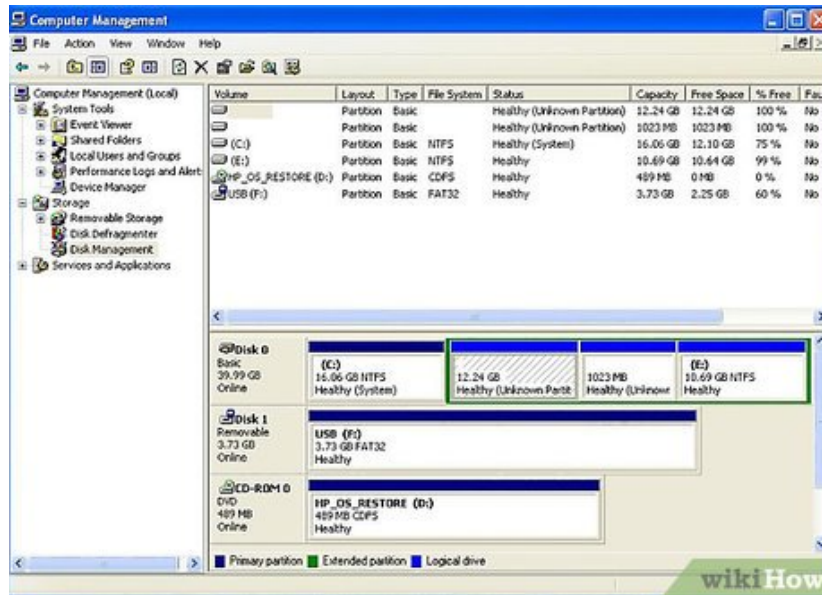 Computer Management
File Action View Window Help
Computer Management (Local)
System Tools
Event Viewer
Shared Folders
Local Users and Groups
Performance Logs and Alert
Device Manager
Storage
Removable Storage
Disk Defragmenter
Disk Management
Services and Applications
Volume Layout Type File System Status Capacity Free Space % Free Fau
Partition Basic Healthy (Unknown Partition) 12.24 GB 12.24 GB 100 % No
Partition Basic Healthy (Unknown Partition) 1023 MB 1023 MB 100 % No
(C:) Partition Basic NTFS Healthy (System) 16.06 GB 12.10 GB 75 % No
(E:) Partition Basic NTFS Healthy 10.69 GB 10.64 GB 99 % No
HP_OS_RESTORE (D:) Partition Basic CDFS Healthy 489 MB 0 MB 0 % No
USB (F:) Partition Basic FAT32 Healthy 3.73 GB 2.25 GB 60 % No
Disk 0
Basic
39.99 GB
Online
(C:)
16.06 GB NTFS
Healthy (System)
12.24 GB
Healthy (Unknown Partit
1023 MB
Healthy (Unknown
(E:)
10.69 GB NTFS
Healthy
Disk 1
Removable
3.73 GB
Online
USB (F:)
3.73 GB FAT32
Healthy
CD-ROM 0
DVD
489 MB
Online
HP_OS_RESTORE (D:)
489 MB CDFS
Healthy
Primary partition Extended partition Logical drive
wikiHow